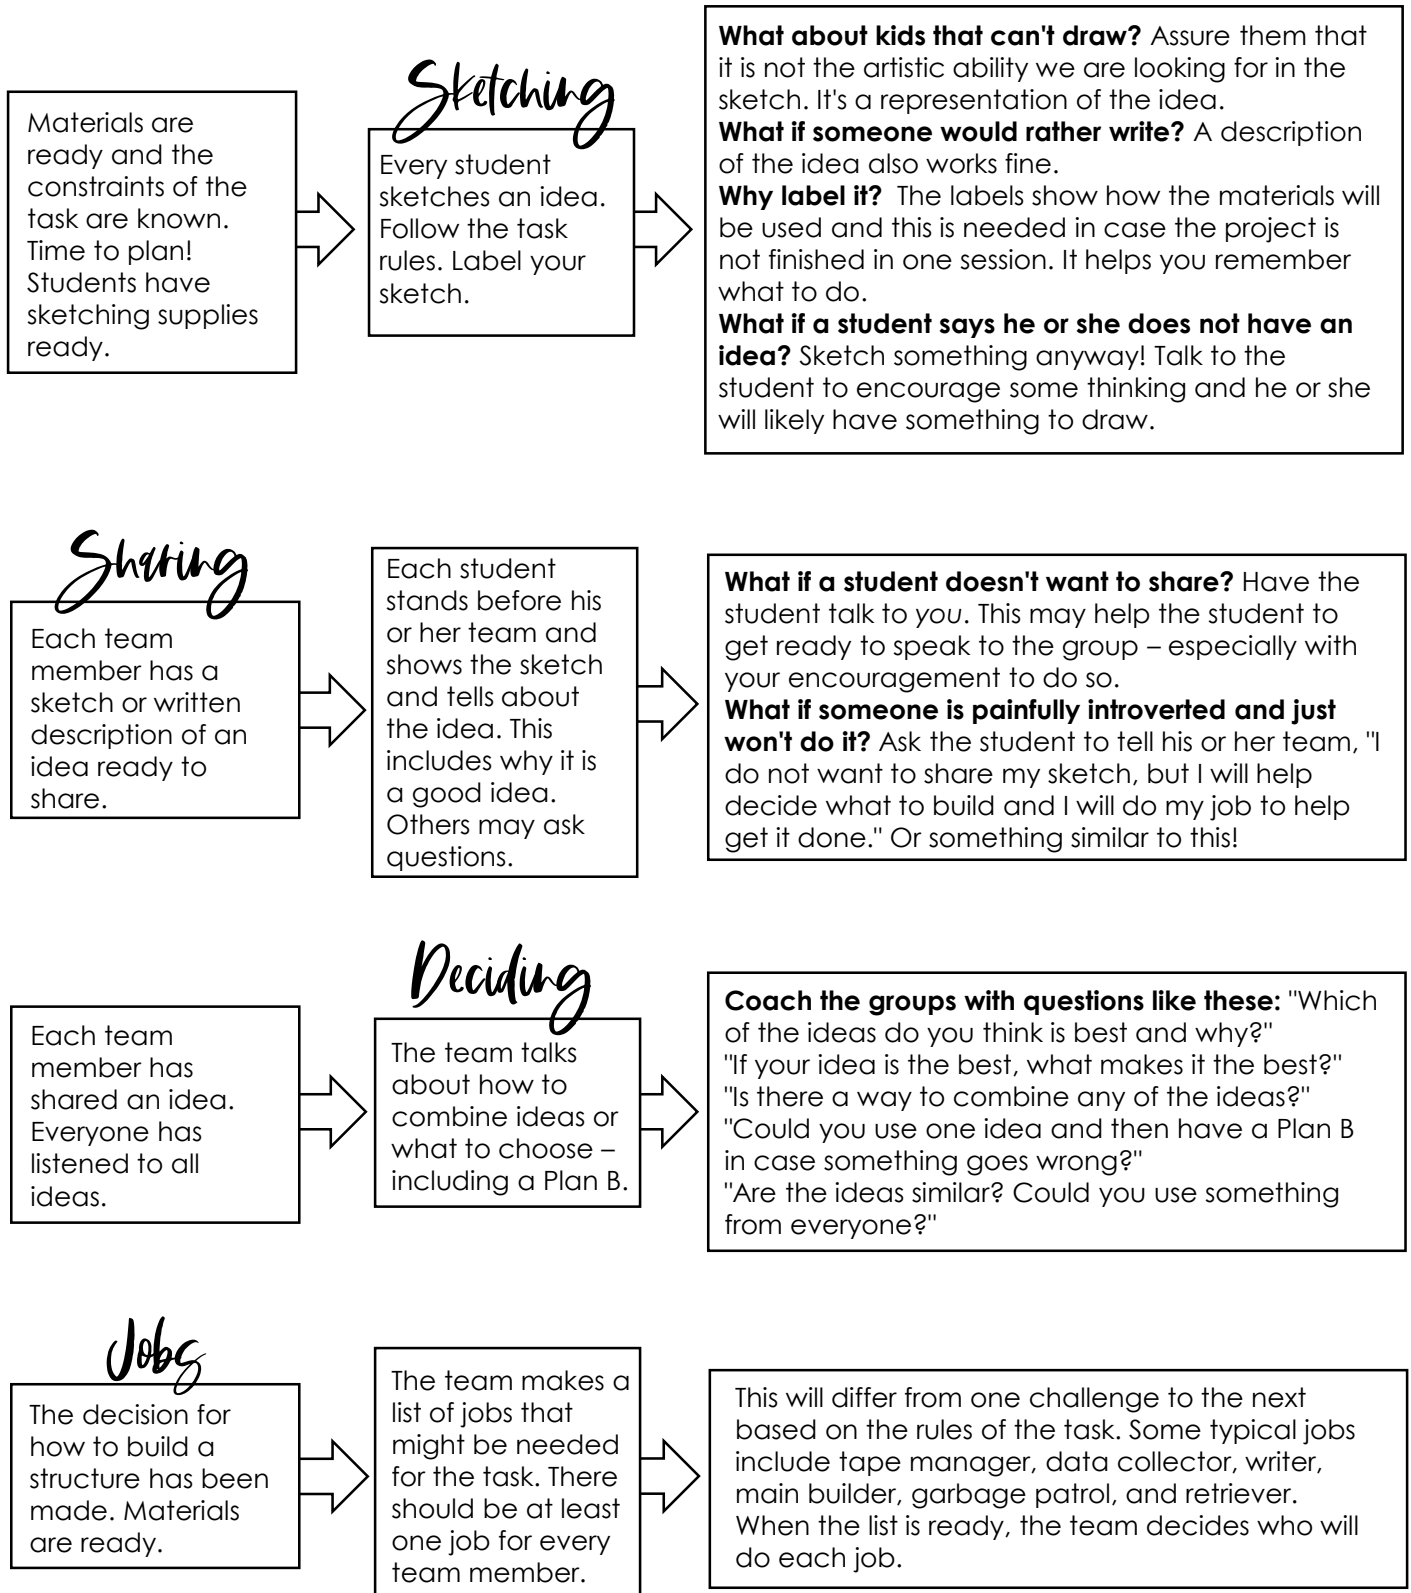 Sketching
Materials are
ready and the
constraints of the
task are known.
Time to plan!
Students have
sketching supplies
ready.
Every student
sketches an idea.
Follow the task
rules. Label your
sketch.
What about kids that can't draw? Assure them that
it is not the artistic ability we are looking for in the
sketch. It's a representation of the idea.
What if someone would rather write? A description
of the idea also works fine.
Why label it?  The labels show how the materials will
be used and this is needed in case the project is
not finished in one session. It helps you remember
what to do.
What if a student says he or she does not have an
idea? Sketch something anyway! Talk to the
student to encourage some thinking and he or she
will likely have something to draw.
Sharing
Each team
member has a
sketch or written
description of an
idea ready to
share.
Each student
stands before his
or her team and
shows the sketch
and tells about
the idea. This
includes why it is
a good idea.
Others may ask
questions.
What if a student doesn't want to share? Have the
student talk to you. This may help the student to
get ready to speak to the group – especially with
your encouragement to do so.
What if someone is painfully introverted and just
won't do it? Ask the student to tell his or her team, "I
do not want to share my sketch, but I will help
decide what to build and I will do my job to help
get it done." Or something similar to this!
Deciding
Each team
member has
shared an idea.
Everyone has
listened to all
ideas.
The team talks
about how to
combine ideas or
what to choose –
including a Plan B.
Coach the groups with questions like these: "Which
of the ideas do you think is best and why?"
"If your idea is the best, what makes it the best?"
"Is there a way to combine any of the ideas?"
"Could you use one idea and then have a Plan B
in case something goes wrong?"
"Are the ideas similar? Could you use something
from everyone?"
Jobs
The decision for
how to build a
structure has been
made. Materials
are ready.
The team makes a
list of jobs that
might be needed
for the task. There
should be at least
one job for every
team member.
This will differ from one challenge to the next
based on the rules of the task. Some typical jobs
include tape manager, data collector, writer,
main builder, garbage patrol, and retriever.
When the list is ready, the team decides who will
do each job.